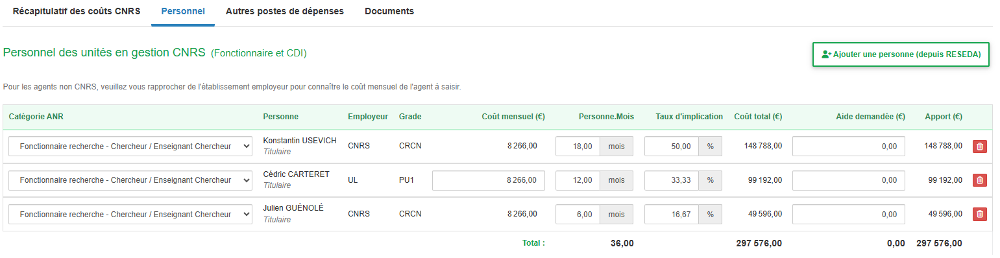 Récapitulatif des coûts CNRS Personnel Autres postes de dépenses Documents
Personnel des unités en gestion CNRS (Fonctionnaire et CDI) Ajouter une personne (depuis RESEDA)
Pour les agents non CNRS, veuillez vous rapprocher de l'établissement employeur pour connaître le coût mensuel de l'agent à saisir.
Catégorie ANR Personne Employeur Grade Coût mensuel (€) Personne.Mois Taux d'implication Coût total (€) Aide demandée (€) Apport (€)
Fonctionnaire recherche - Chercheur / Enseignant Chercheur Konstantin USEVICH CNRS CRCN 8 266,00 18,00 mois 50,00 % 148 788,00 0,00 148 788,00
Titulaire
Fonctionnaire recherche - Chercheur / Enseignant Chercheur Cédric CARTERET UL PU1 8 266,00 12,00 mois 33,33 % 99 192,00 0,00 99 192,00
Titulaire
Fonctionnaire recherche - Chercheur / Enseignant Chercheur Julien GUÉNOLÉ CNRS CRCN 8 266,00 6,00 mois 16,67 % 49 596,00 0,00 49 596,00
Titulaire
Total : 36,00 297 576,00 0,00 297 576,00